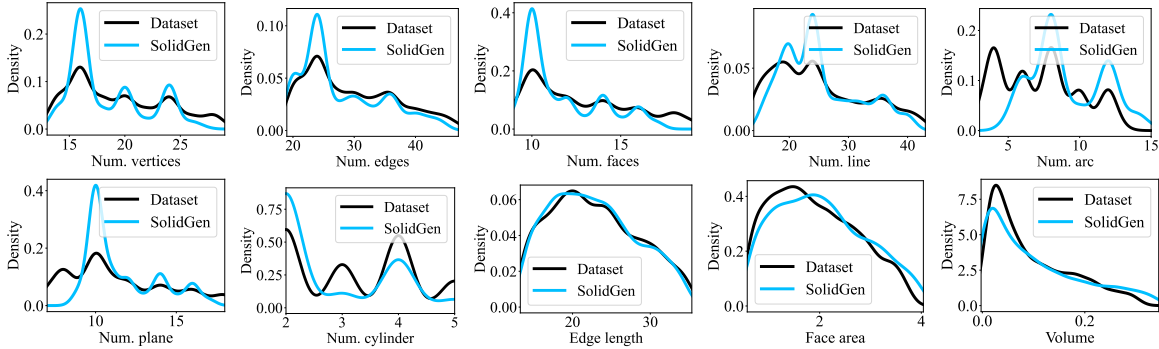 Density
0.2
0.1
0.0
15
20
25
Num. vertices
Dataset
SolidGen
Density
0.10
0.05
0.00
20
30
40
Num. edges
Dataset
SolidGen
Density
0.4
0.3
0.2
0.1
0.0
10
15
Num. faces
Dataset
SolidGen
Density
0.05
0.00
20
30
40
Num. line
Dataset
SolidGen
Density
0.2
0.1
0.0
5
10
15
Num. arc
Dataset
SolidGen
Density
0.4
0.2
0.0
10
15
Num. plane
Dataset
SolidGen
Density
0.75
0.50
0.25
0.00
2
3
4
5
Num. cylinder
Dataset
SolidGen
Density
0.06
0.04
0.02
0.00
20
30
Edge length
Dataset
SolidGen
Density
0.4
0.2
0.0
2
4
Face area
Dataset
SolidGen
Density
7.5
5.0
2.5
0.0
0.0
0.2
Volume
Dataset
SolidGen